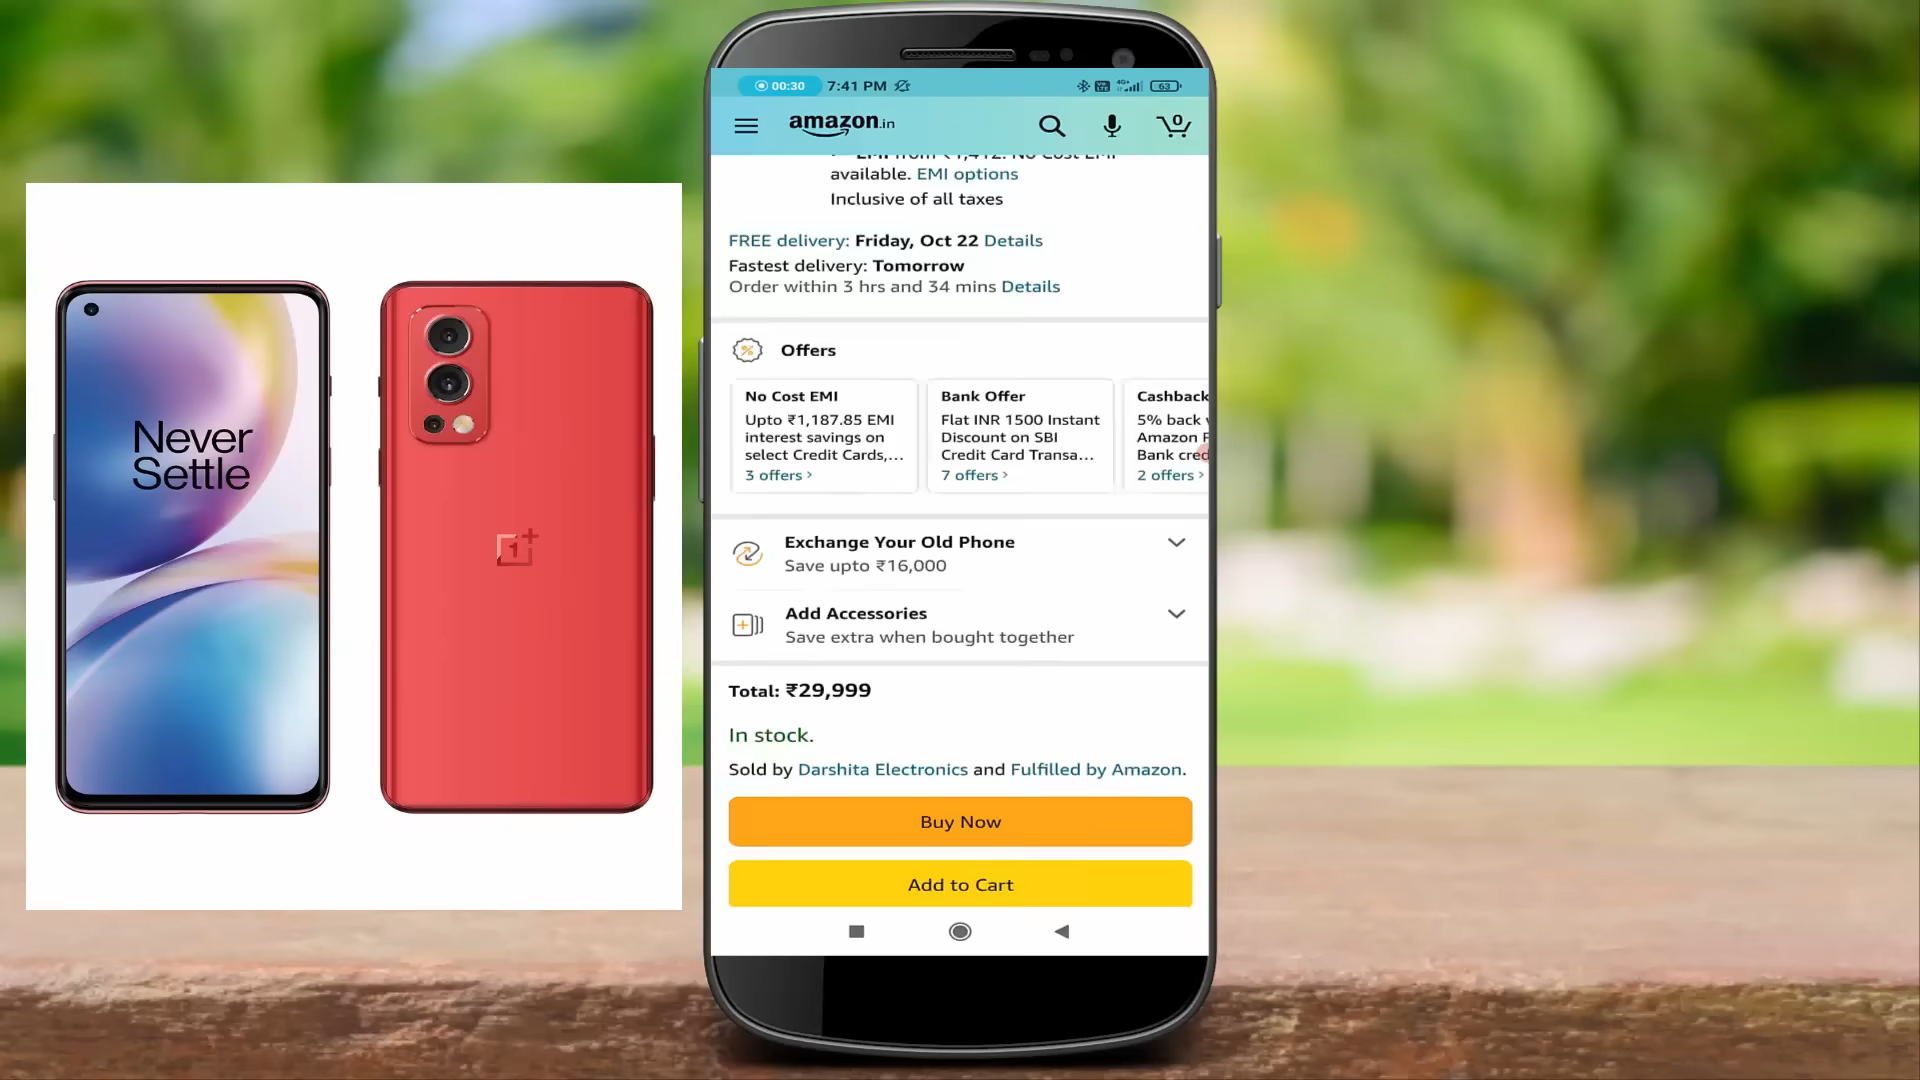 Never
Settle
00:30 7:41 PM 63
amazon.in
0
EMI from ₹1,412. No Cost EMI
available. EMI options
Inclusive of all taxes
FREE delivery: Friday, Oct 22 Details
Fastest delivery: Tomorrow
Order within 3 hrs and 34 mins Details
Offers
No Cost EMI
Upto ₹1,187.85 EMI
interest savings on
select Credit Cards,...
3 offers ›
Bank Offer
Flat INR 1500 Instant
Discount on SBI
Credit Card Transa...
7 offers ›
Cashback
5% back
Amazon
Bank
2 offers ›
Exchange Your Old Phone
Save upto ₹16,000
Add Accessories
Save extra when bought together
Total: ₹29,999
In stock.
Sold by Darshita Electronics and Fulfilled by Amazon.
Buy Now
Add to Cart